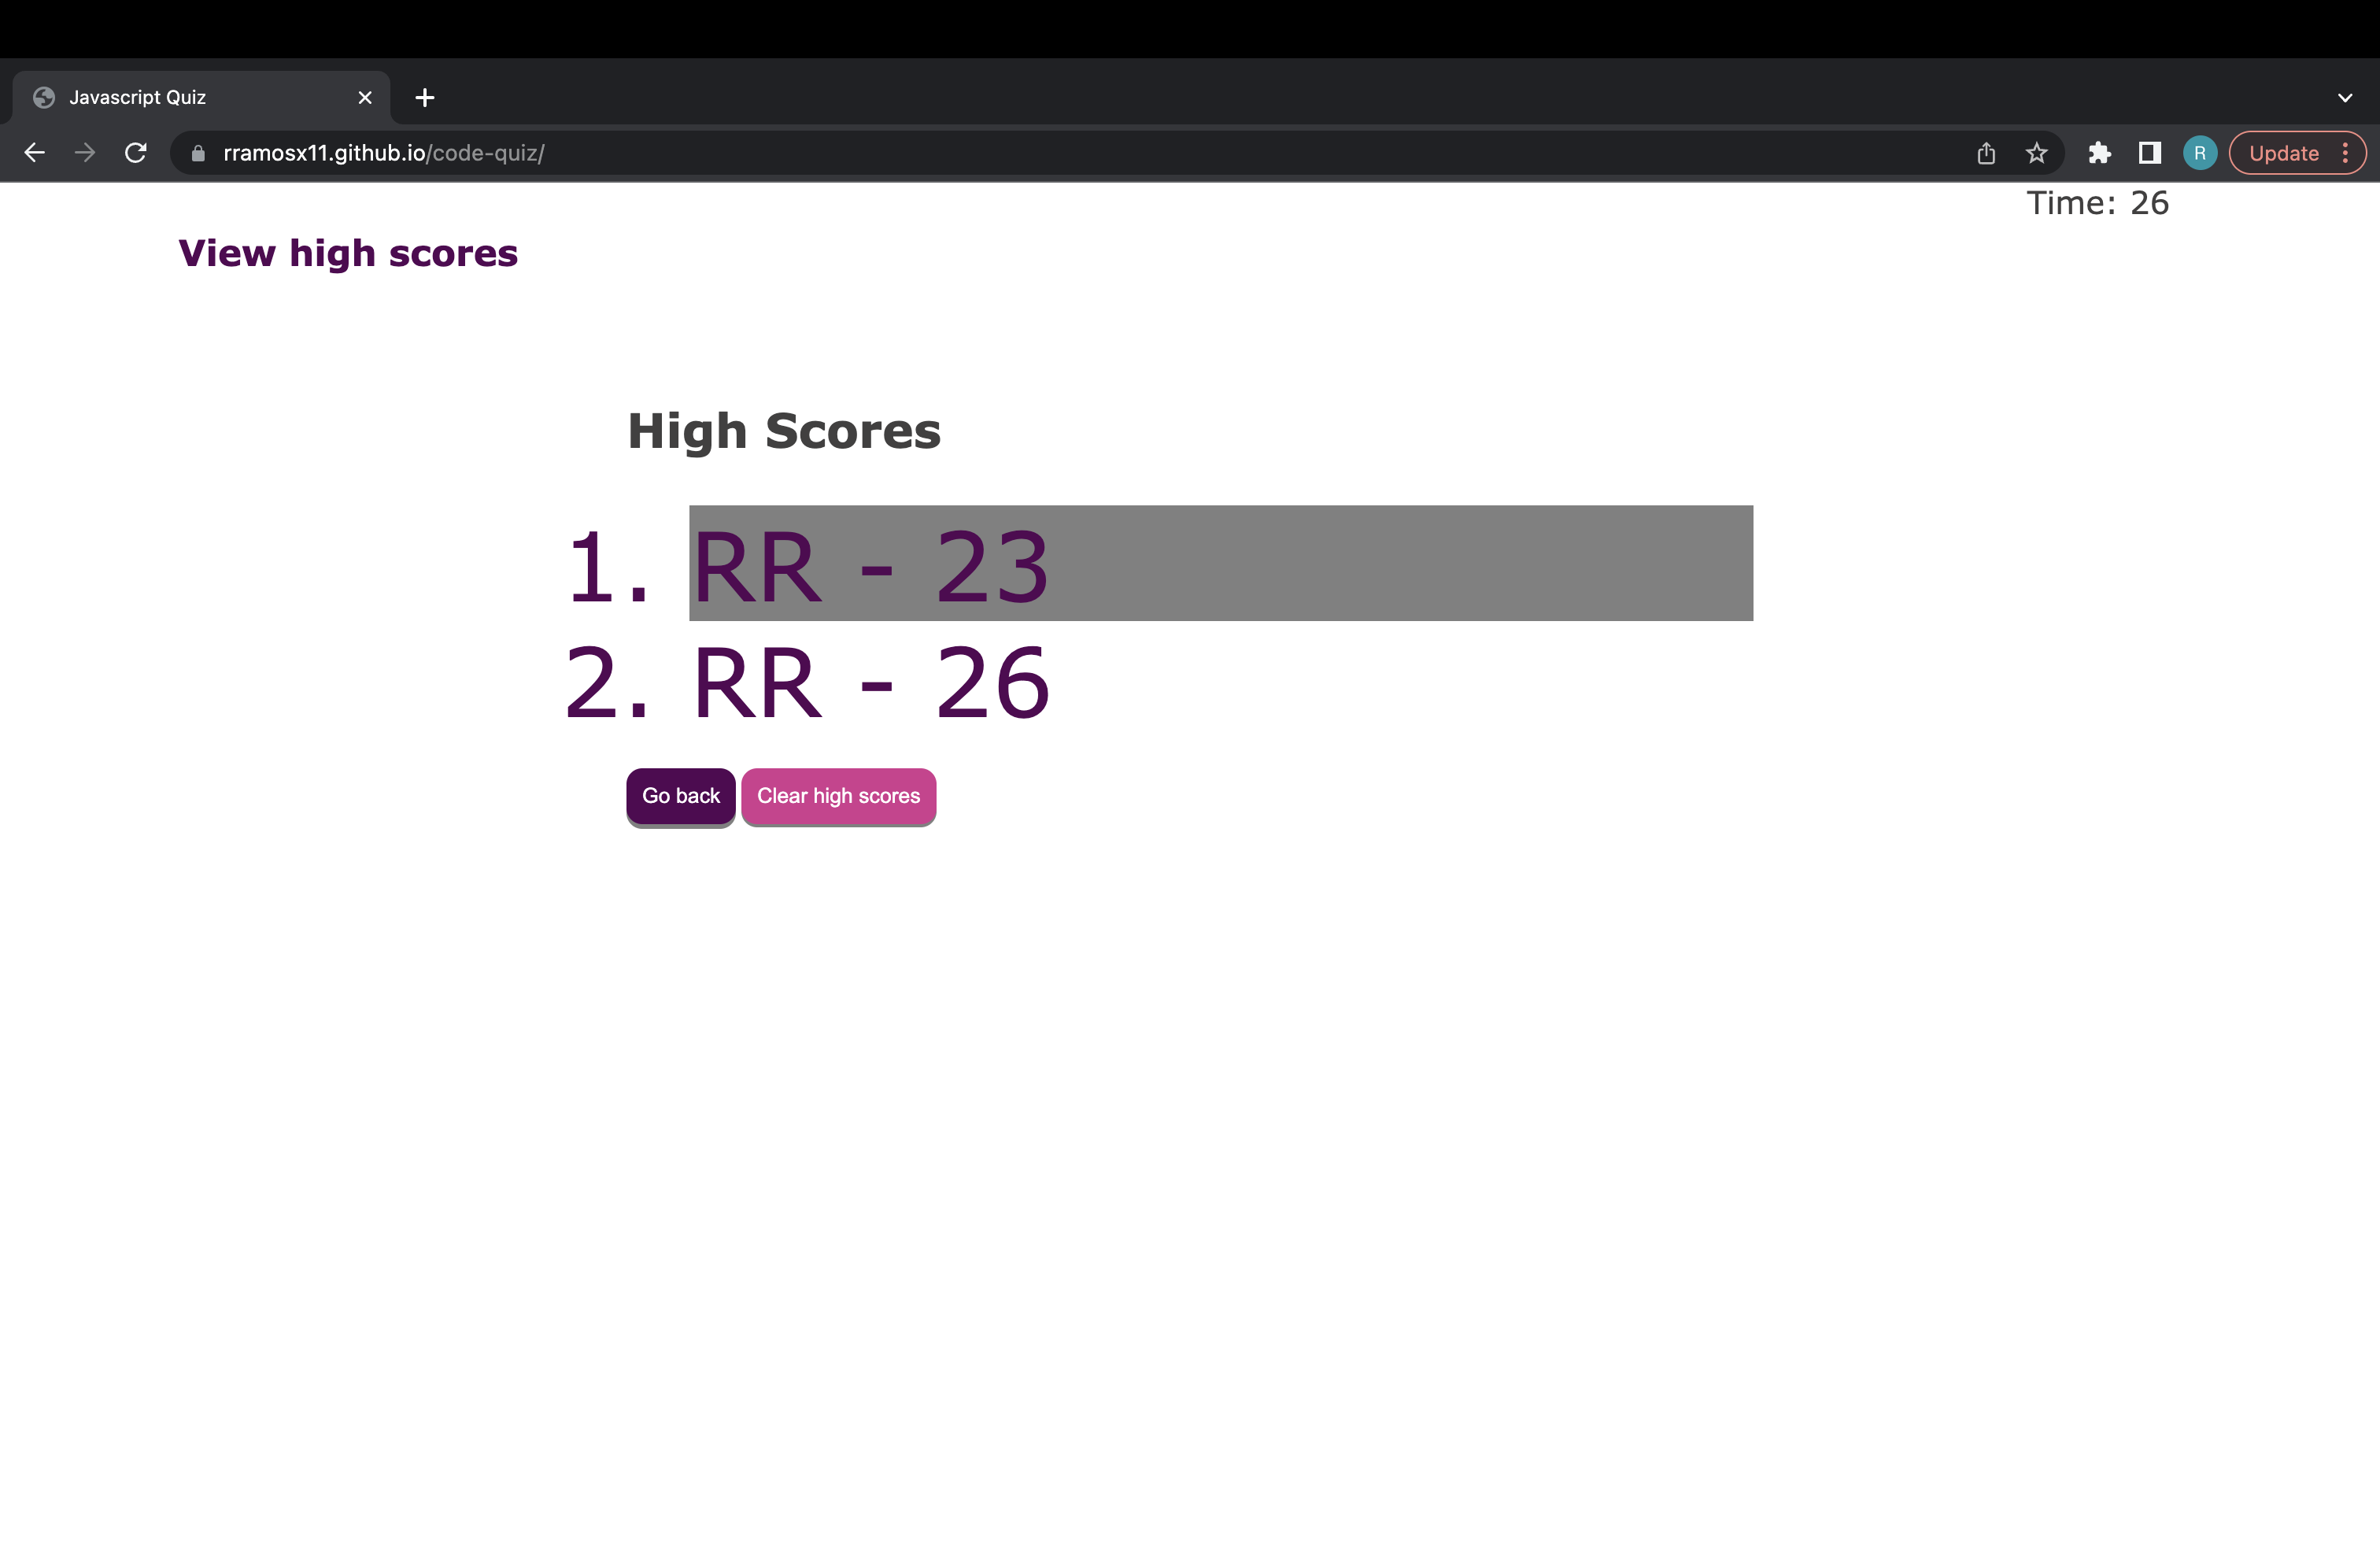 Javascript Quiz
rramosx11.github.io/code-quiz/
R
Update
Time: 26
View high scores
High Scores
1. RR - 23
2. RR - 26
Go back Clear high scores